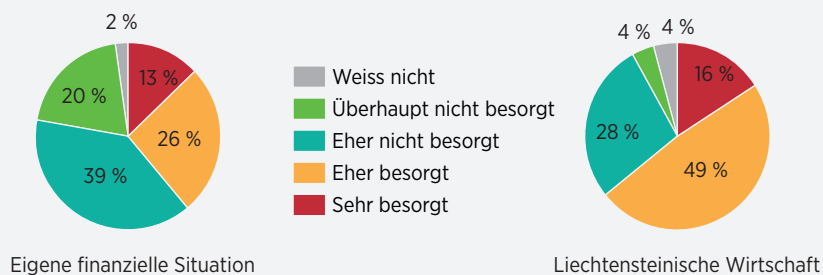 2 %
13 %
26 %
39 %
20 %
Weiss nicht
Überhaupt nicht besorgt
Eher nicht besorgt
Eher besorgt
Sehr besorgt
4 % 4 %
16 %
28 %
49 %
Eigene finanzielle Situation
Liechtensteinische Wirtschaft